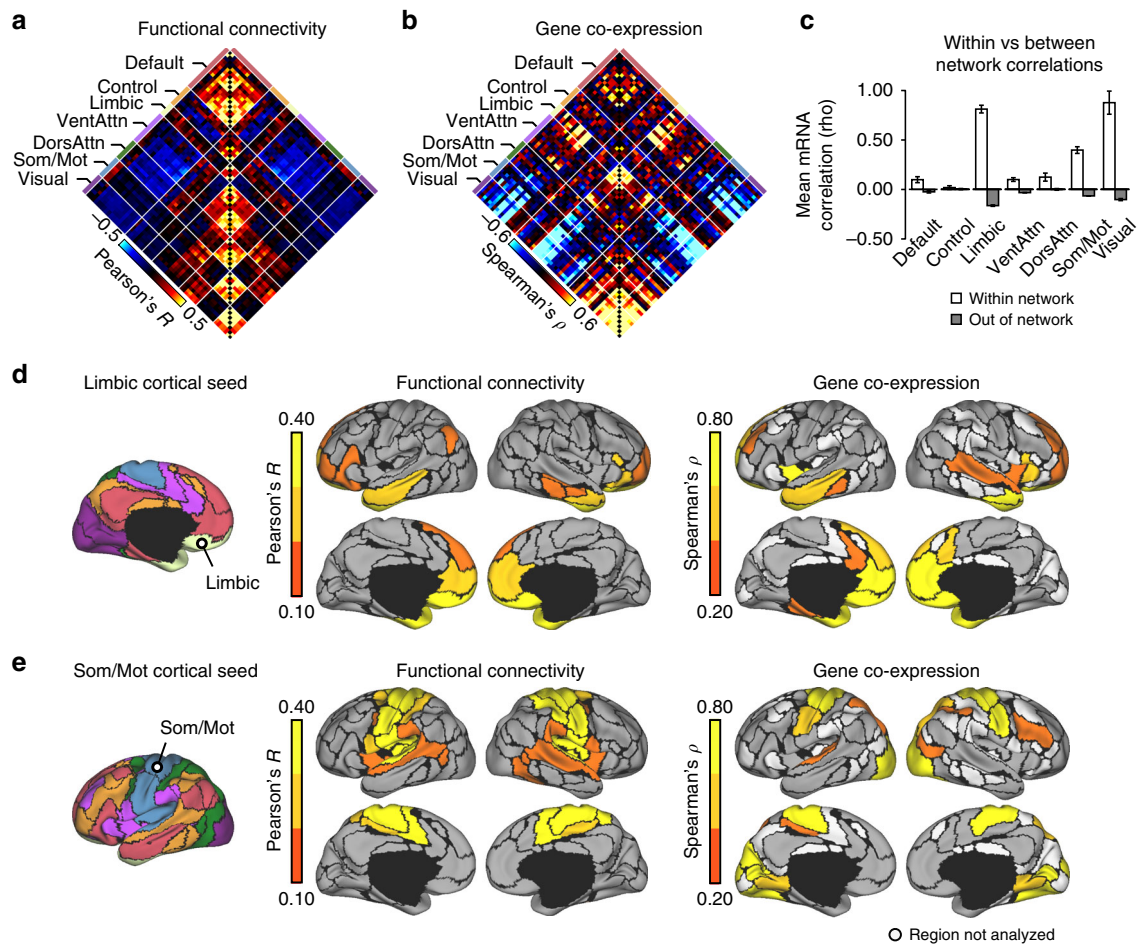 a
Functional connectivity
Default
Control
Limbic
VentAttn
DorsAttn
Som/Mot
Visual
−0.5
0.5
Pearson's R
b
Gene co-expression
Default
Control
Limbic
VentAttn
DorsAttn
Som/Mot
Visual
−0.6
0.6
Spearman's ρ
c
Within vs between
network correlations
Mean mRNA
correlation (rho)
1.00
0.50
0.00
−0.50
Default
Control
Limbic
VentAttn
DorsAttn
Som/Mot
Visual
Within network
Out of network
d
Limbic cortical seed
Limbic
Functional connectivity
0.40
Pearson's R
0.10
Gene co-expression
0.80
Spearman's ρ
0.20
e
Som/Mot cortical seed
Som/Mot
Functional connectivity
0.40
Pearson's R
0.10
Gene co-expression
0.80
Spearman's ρ
0.20
Region not analyzed